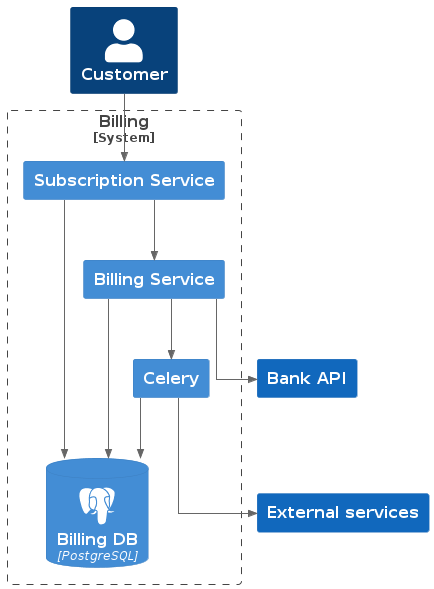 Customer
Billing
[System]
Subscription Service
Billing Service
Celery
Bank API
External services
Billing DB
[PostgreSQL]